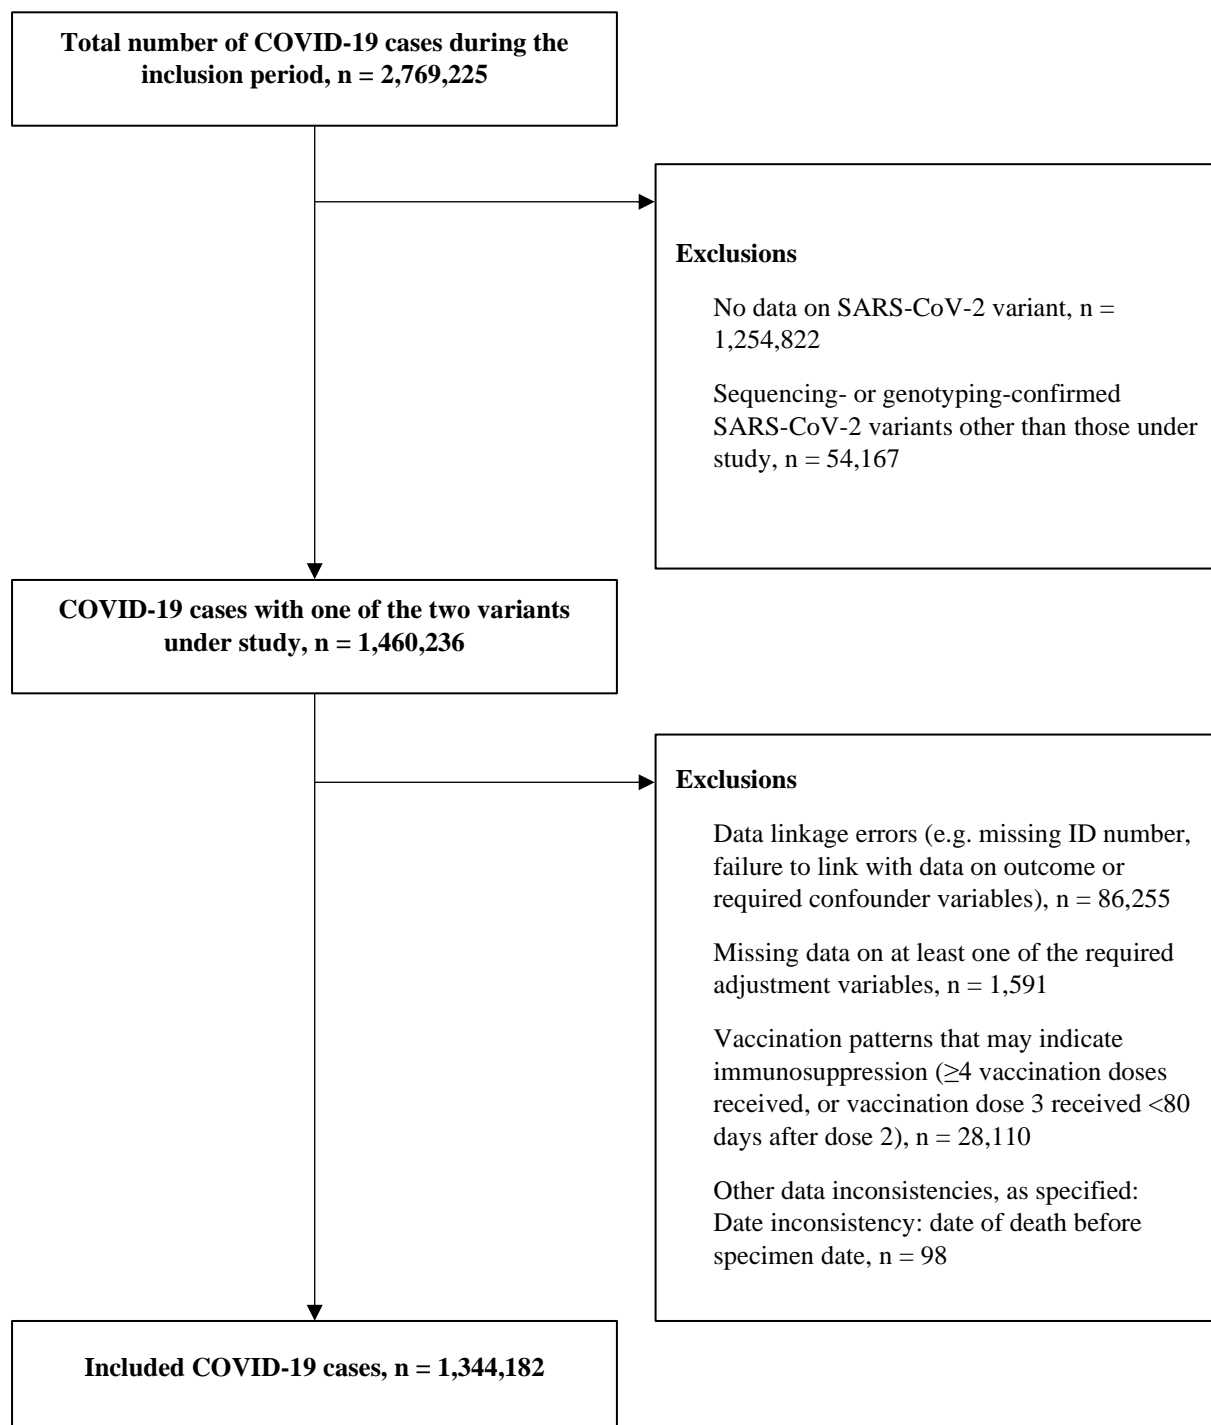 Total number of COVID-19 cases during the
inclusion period, n = 2,769,225
Exclusions
No data on SARS-CoV-2 variant, n =
1,254,822
Sequencing- or genotyping-confirmed
SARS-CoV-2 variants other than those under
study, n = 54,167
COVID-19 cases with one of the two variants
under study, n = 1,460,236
Exclusions
Data linkage errors (e.g. missing ID number,
failure to link with data on outcome or
required confounder variables), n = 86,255
Missing data on at least one of the required
adjustment variables, n = 1,591
Vaccination patterns that may indicate
immunosuppression (≥4 vaccination doses
received, or vaccination dose 3 received <80
days after dose 2), n = 28,110
Other data inconsistencies, as specified:
Date inconsistency: date of death before
specimen date, n = 98
Included COVID-19 cases, n = 1,344,182